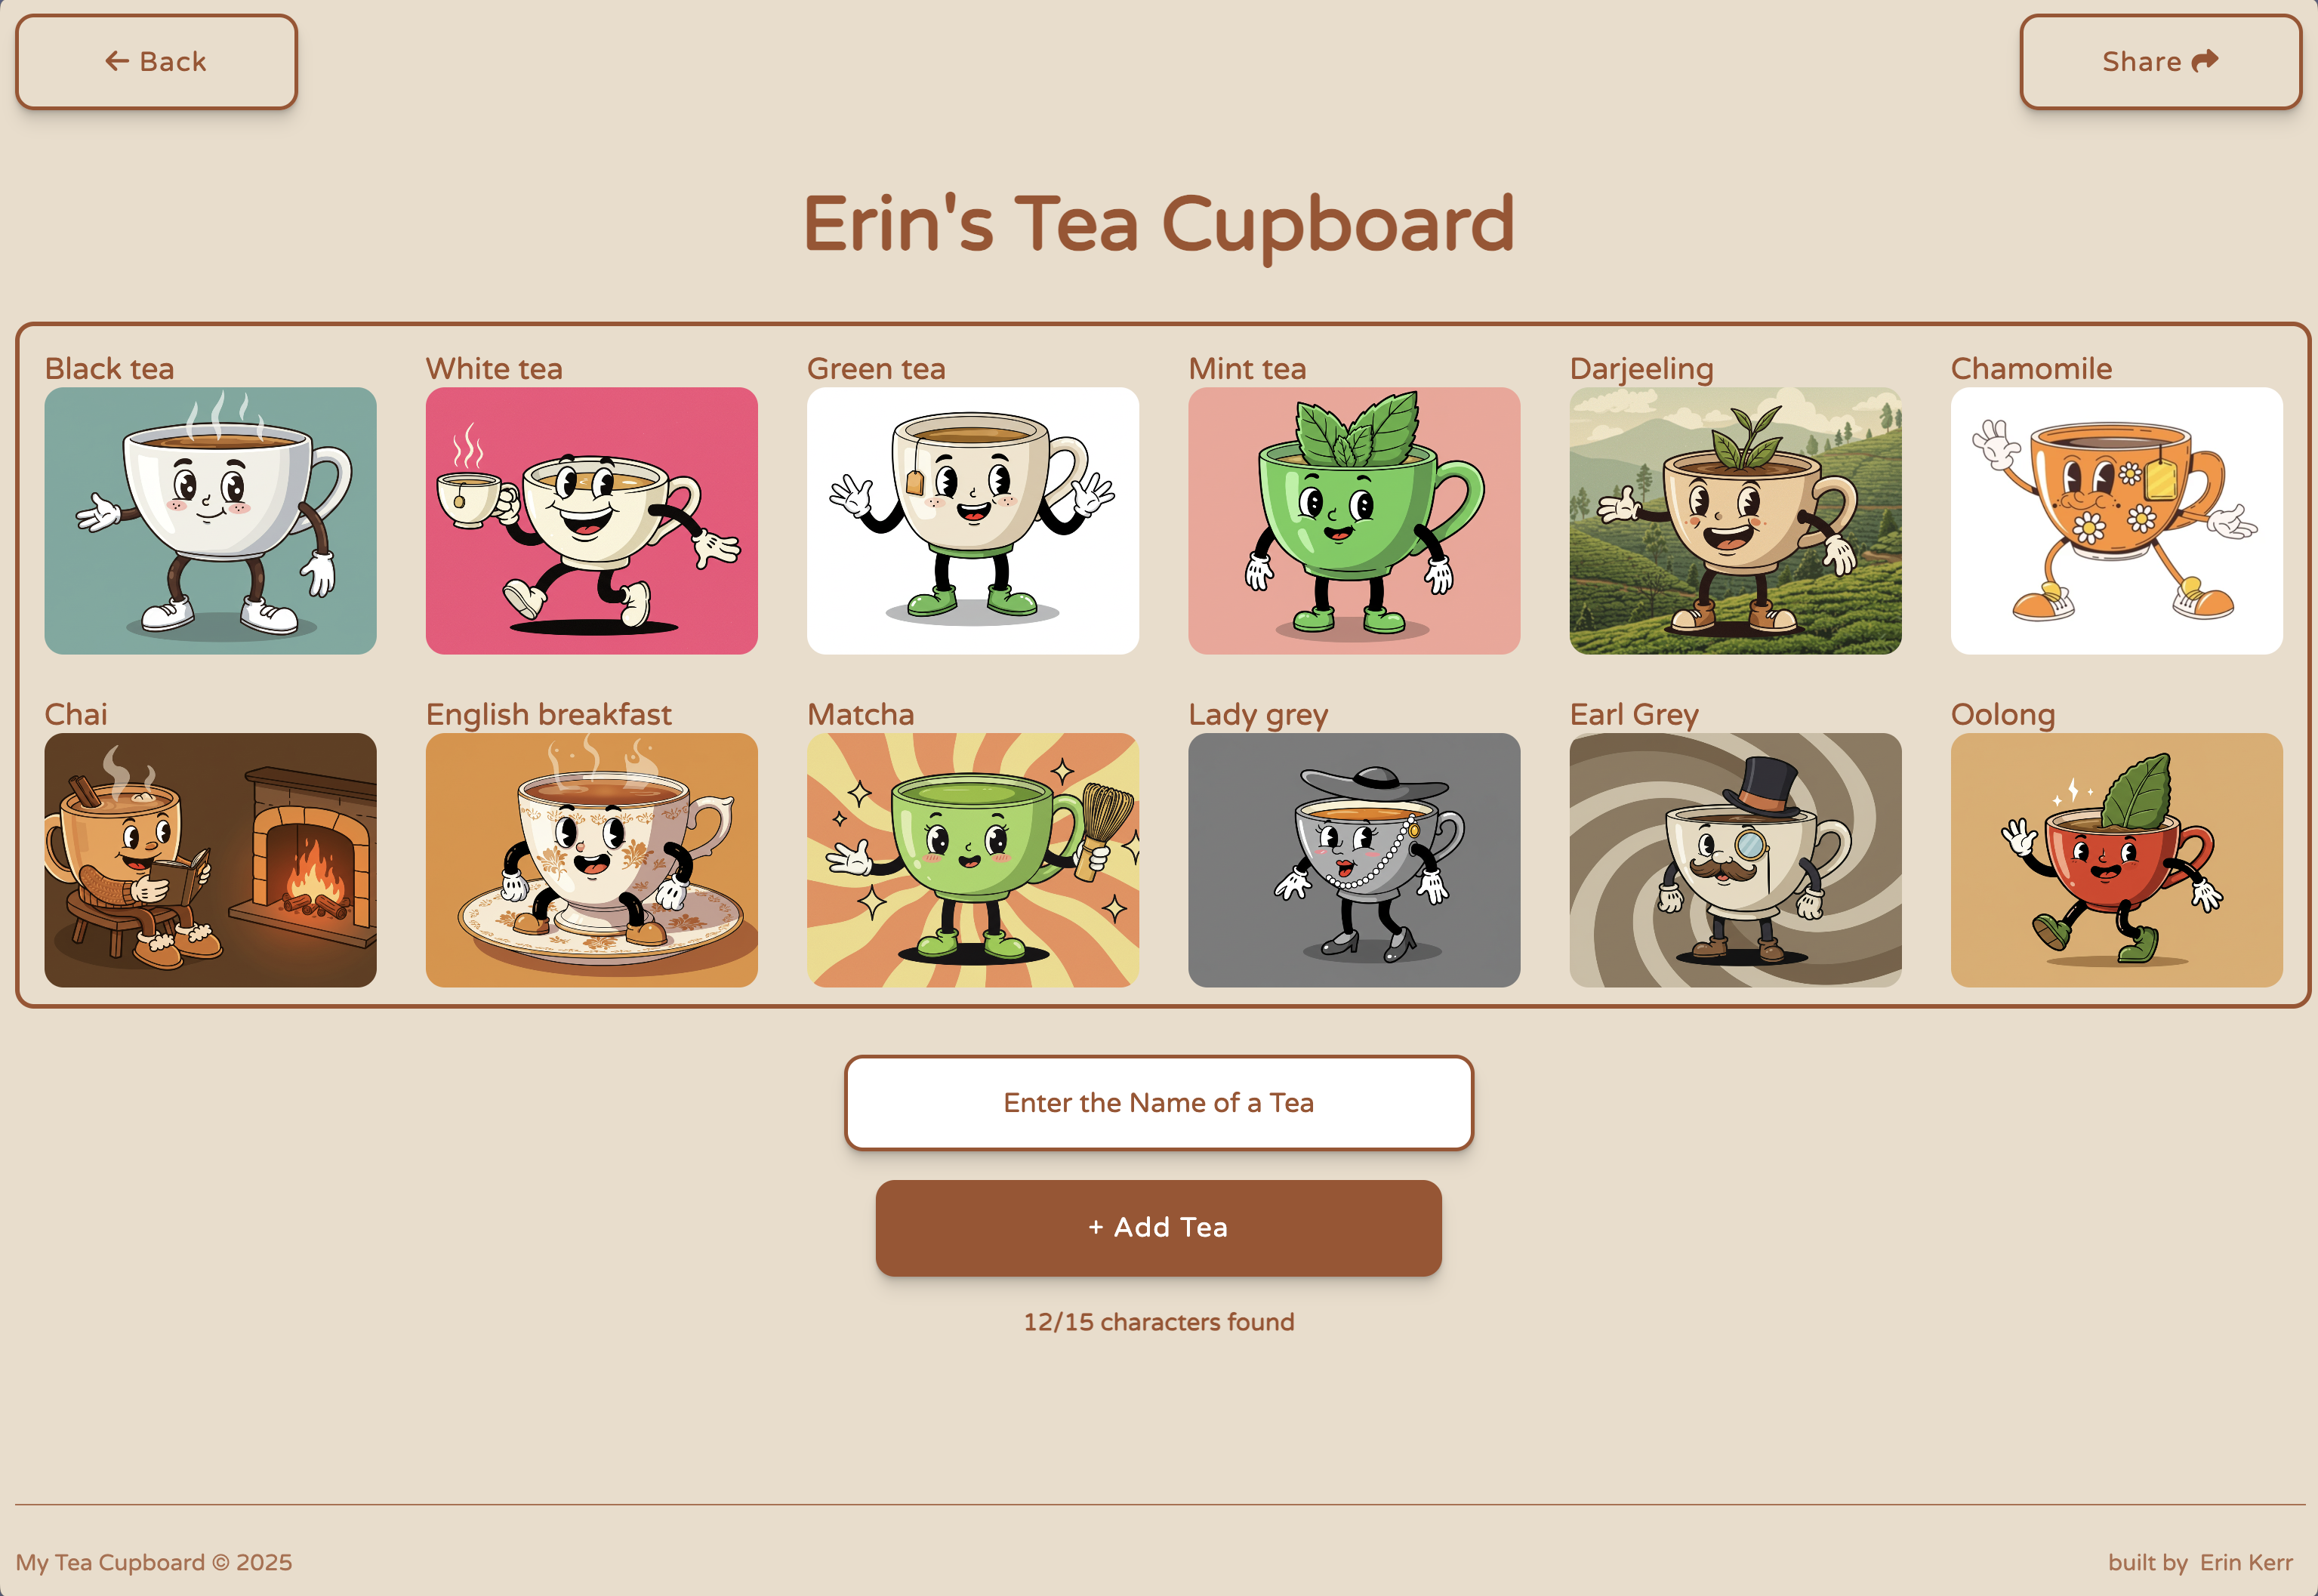 Back
Share
Erin's Tea Cupboard
Black tea
White tea
Green tea
Mint tea
Darjeeling
Chamomile
Chai
English breakfast
Matcha
Lady grey
Earl Grey
Oolong
Enter the Name of a Tea
+ Add Tea
12/15 characters found
My Tea Cupboard © 2025
built by Erin Kerr